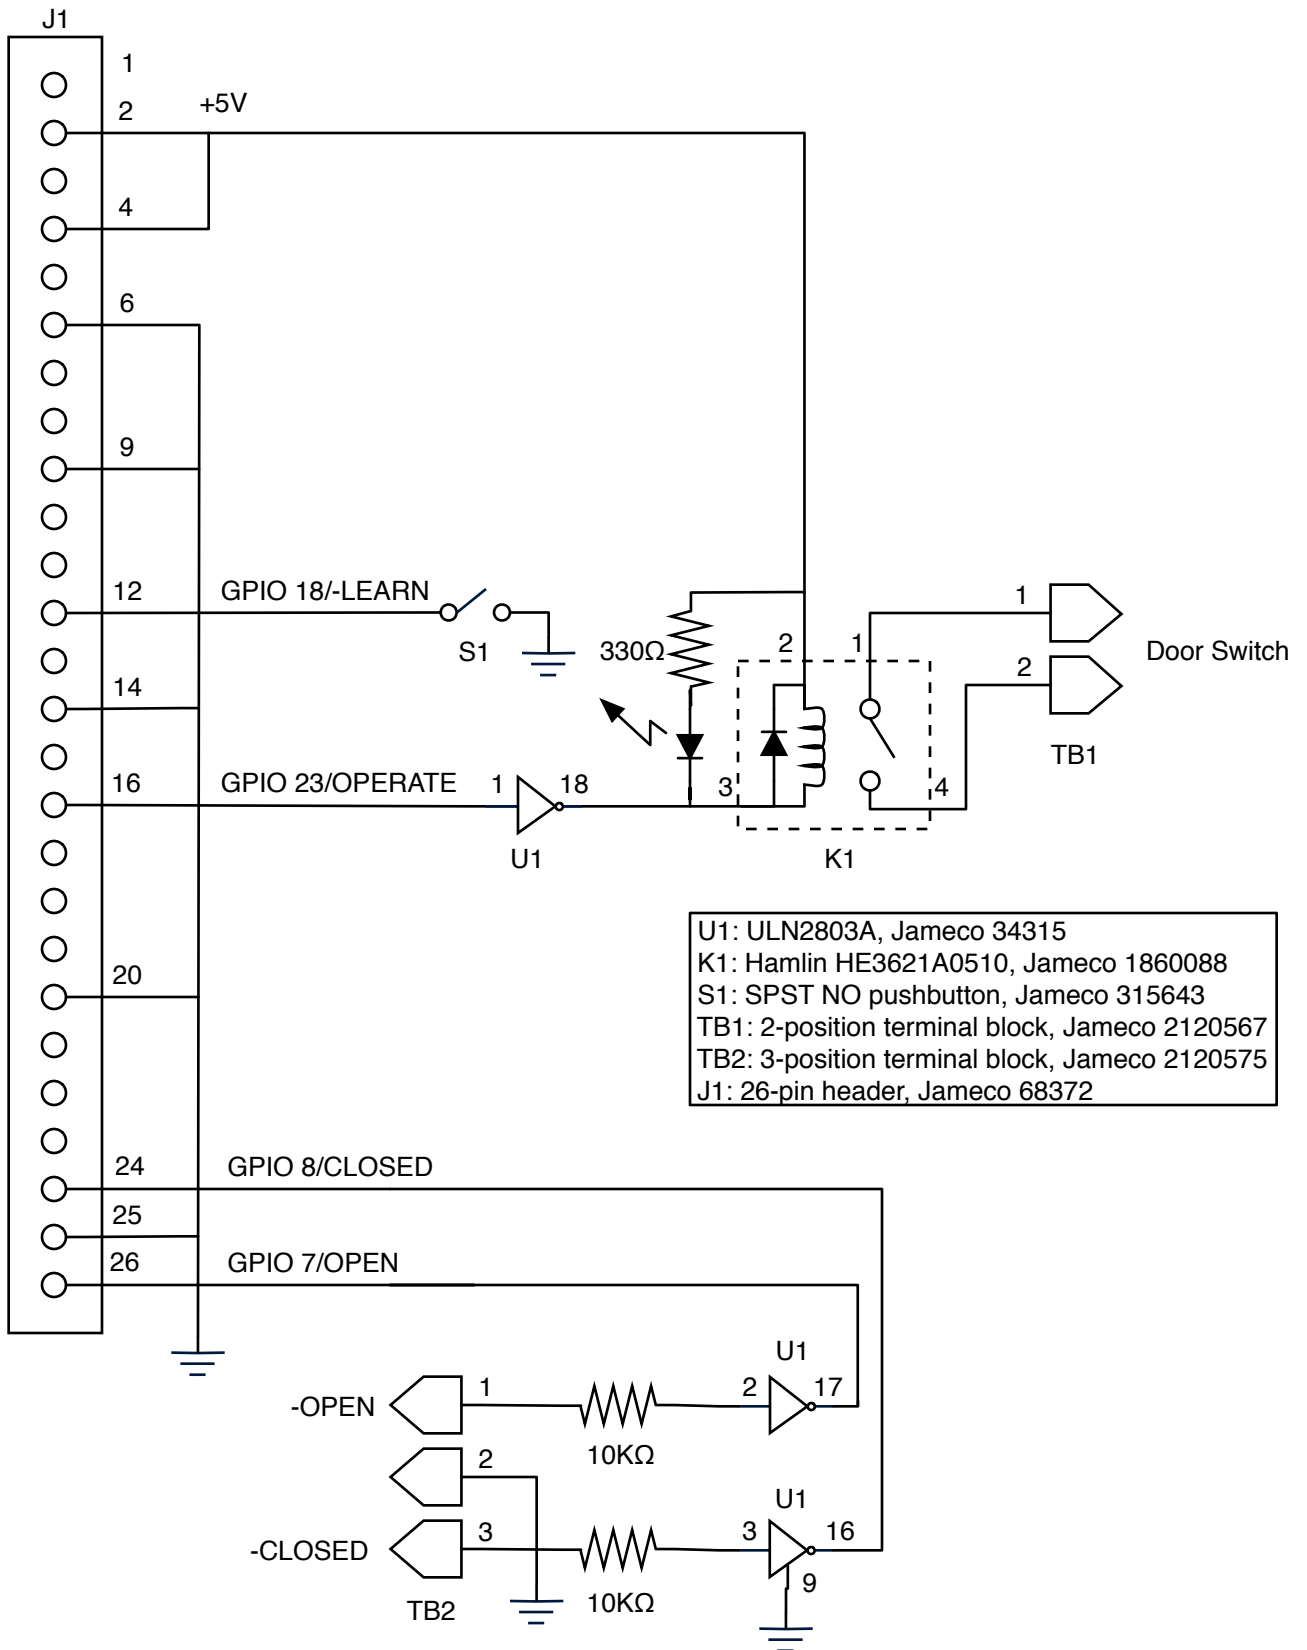 J1
1
2
+5V
4
6
9
12
GPIO 18/-LEARN
S1
330Ω
2
1
1
2
Door Switch
TB1
14
16
GPIO 23/OPERATE
1
18
U1
3
4
K1
U1: ULN2803A, Jameco 34315
K1: Hamlin HE3621A0510, Jameco 1860088
S1: SPST NO pushbutton, Jameco 315643
TB1: 2-position terminal block, Jameco 2120567
TB2: 3-position terminal block, Jameco 2120575
J1: 26-pin header, Jameco 68372
20
24
GPIO 8/CLOSED
25
26
GPIO 7/OPEN
-OPEN
1
10KΩ
2
U1
17
2
-CLOSED
3
10KΩ
3
U1
16
9
TB2